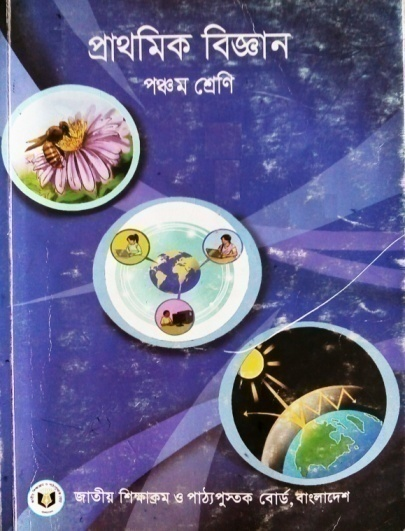 প্রাথমিক বিজ্ঞান
পঞ্চম শ্রেণি
জাতীয় শিক্ষাক্রম ও পাঠ্যপুস্তক বোর্ড, বাংলাদেশ